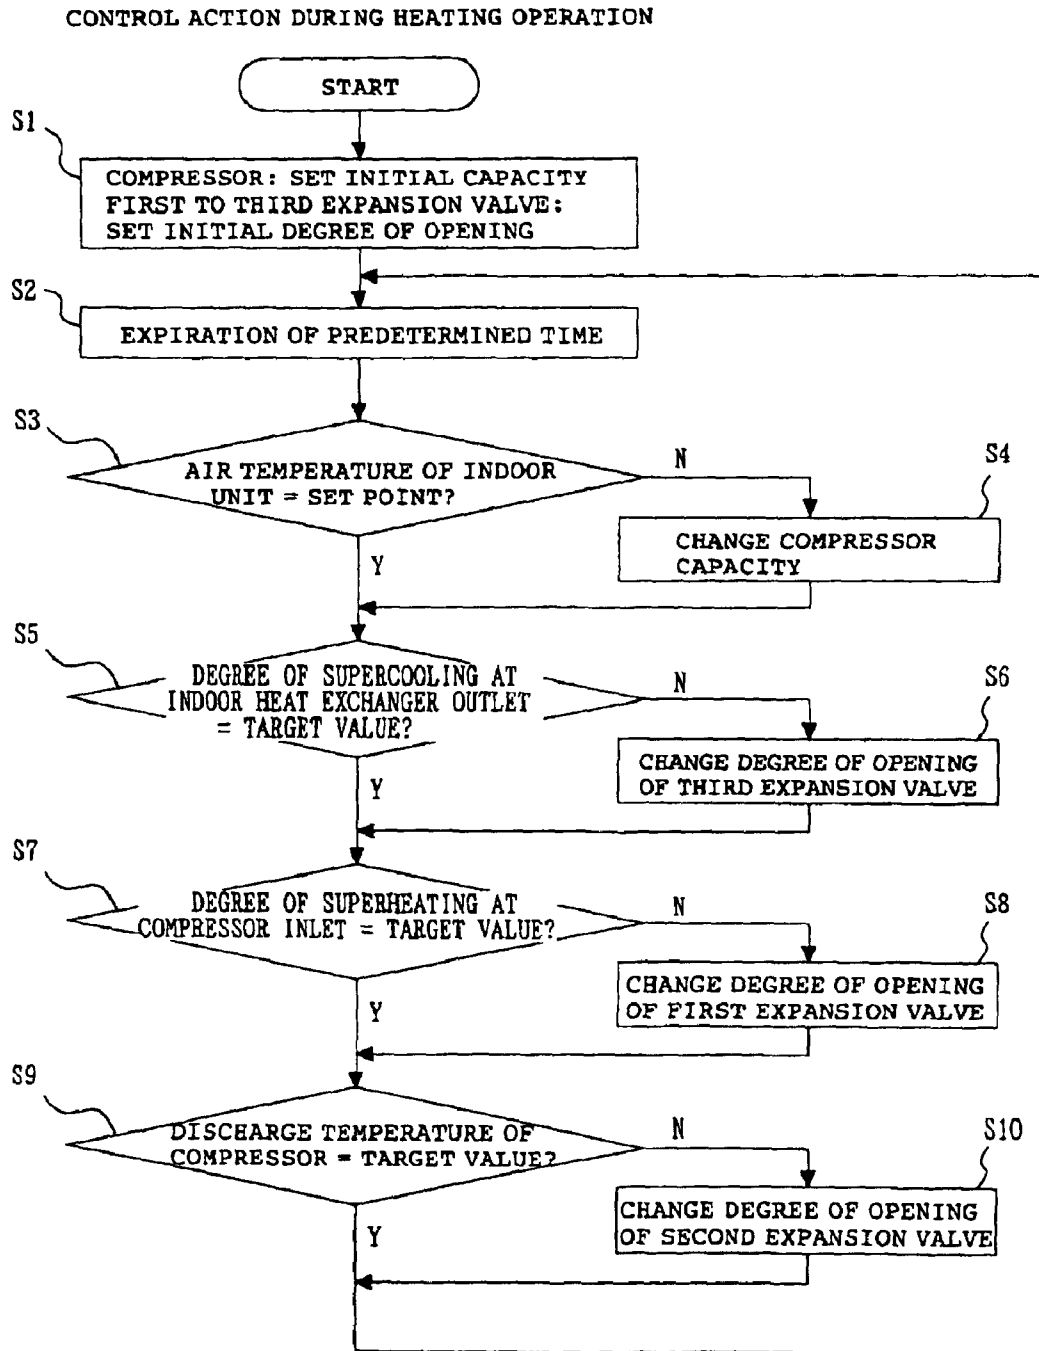 CONTROL ACTION DURING HEATING OPERATION
START
S1
COMPRESSOR: SET INITIAL CAPACITY
FIRST TO THIRD EXPANSION VALVE:
SET INITIAL DEGREE OF OPENING
S2
EXPIRATION OF PREDETERMINED TIME
S3
AIR TEMPERATURE OF INDOOR
UNIT = SET POINT?
N
S4
CHANGE COMPRESSOR
CAPACITY
Y
S5
DEGREE OF SUPERCOOLING AT
INDOOR HEAT EXCHANGER OUTLET
= TARGET VALUE?
N
S6
CHANGE DEGREE OF OPENING
OF THIRD EXPANSION VALVE
Y
S7
DEGREE OF SUPERHEATING AT
COMPRESSOR INLET = TARGET VALUE?
N
S8
CHANGE DEGREE OF OPENING
OF FIRST EXPANSION VALVE
Y
S9
DISCHARGE TEMPERATURE OF
COMPRESSOR = TARGET VALUE?
N
S10
CHANGE DEGREE OF OPENING
OF SECOND EXPANSION VALVE
Y